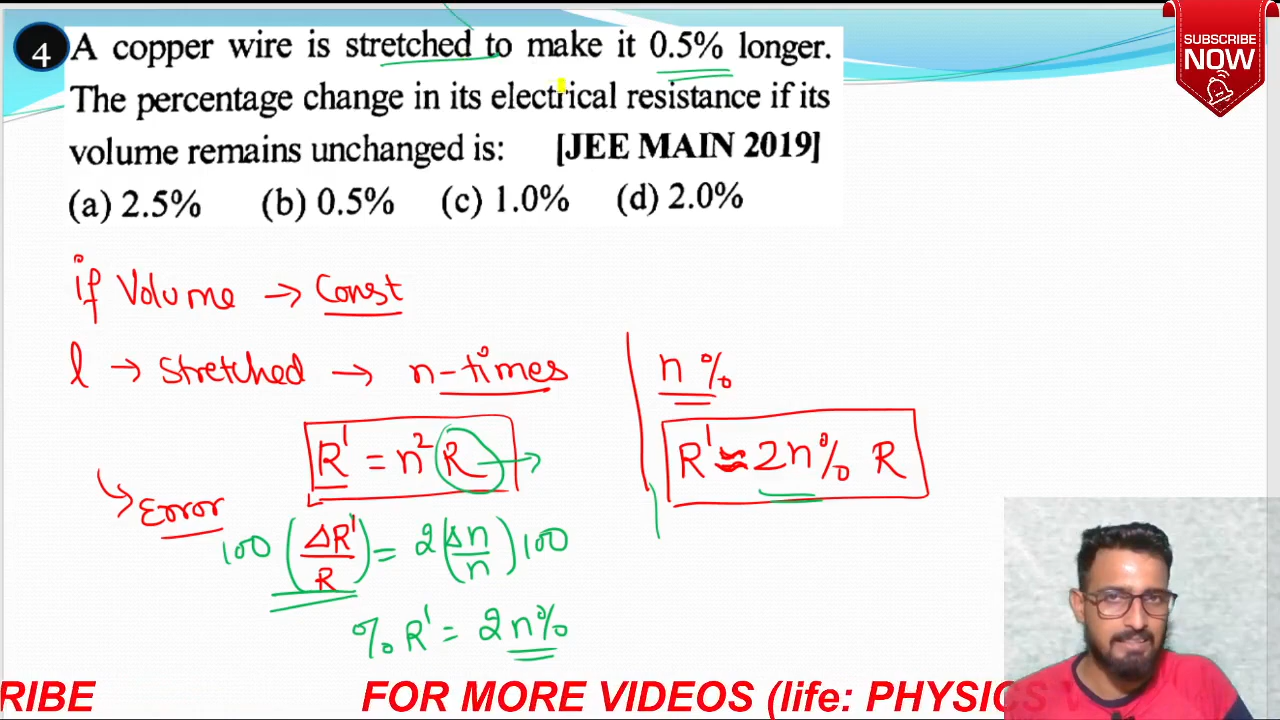 SUBSCRIBE
NOW
4 A copper wire is stretched to make it 0.5% longer.
The percentage change in its electrical resistance if its
volume remains unchanged is: [JEE MAIN 2019]
(a) 2.5% (b) 0.5% (c) 1.0% (d) 2.0%
if Volume → Const
l → Stretched → n-times
n %
R' = n² R →
R' ≈ 2n% R
↳ Error
100 (ΔR'/R) = 2(Δn/n) 100
% R' = 2n%
RIBE FOR MORE VIDEOS (life: PHYSICS